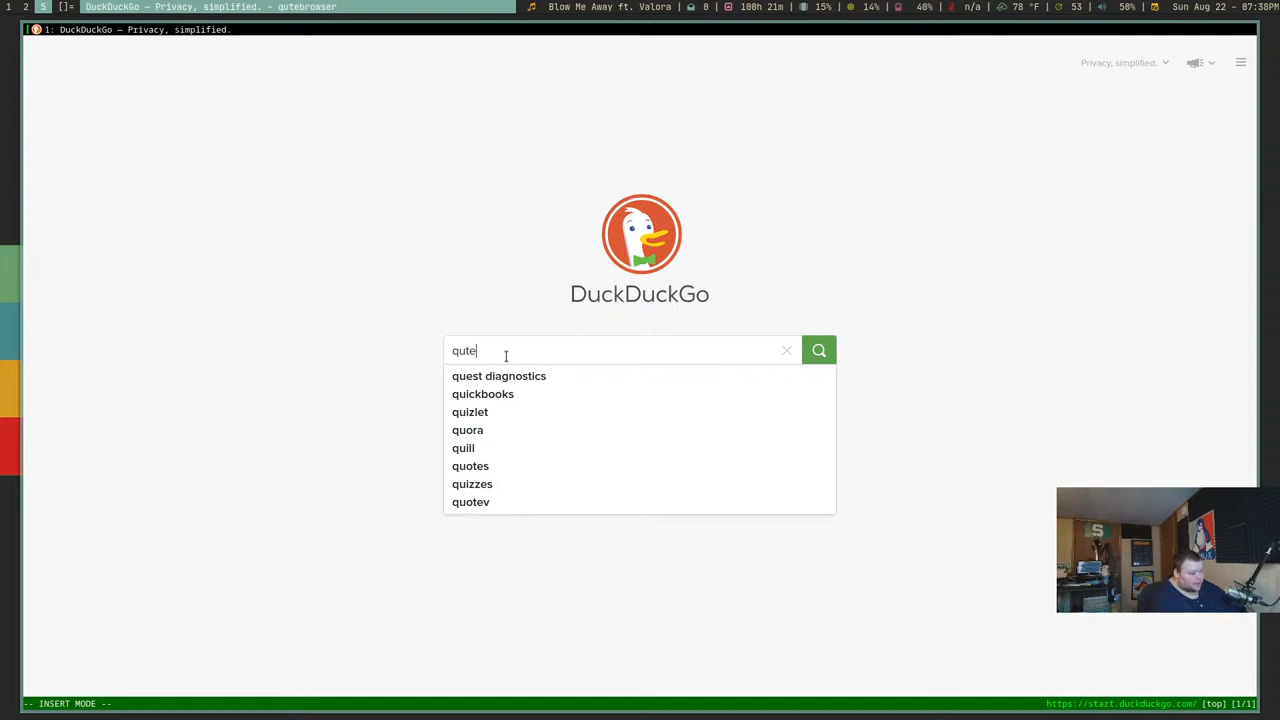 1 2 5 []= DuckDuckGo — Privacy, simplified. - qutebrowser Blow Me Away ft. Valora | 0 | 100h 21m | 15% | 14% | 40% | n/a | 78 °F | 53 | 50% | Sun Aug 22 - 07:38PM
1: DuckDuckGo — Privacy, simplified.
Privacy, simplified.
DuckDuckGo
qute
quest diagnostics
quickbooks
quizlet
quora
quill
quotes
quizzes
quotev
S
-- INSERT MODE -- https://start.duckduckgo.com/ [top] [1/1]